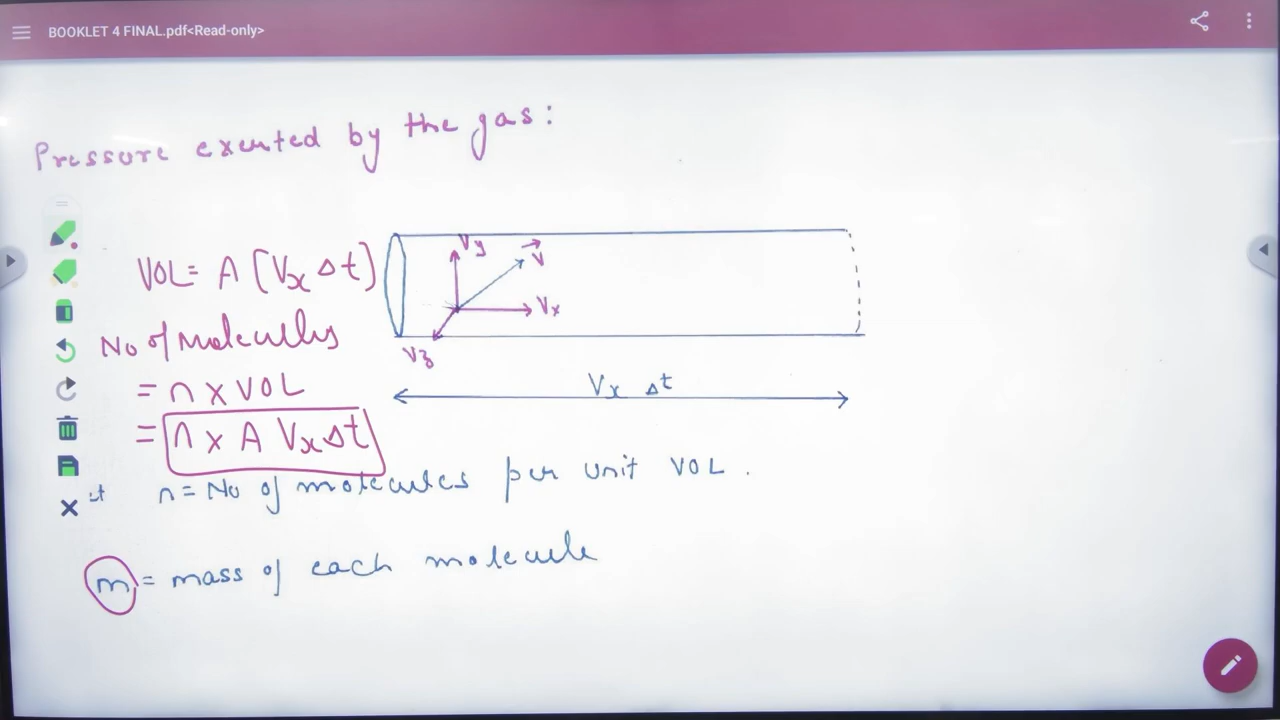 BOOKLET 4 FINAL.pdf<Read-only>
Pressure exerted by the gas:
VOL = A (Vx Δt)
Vy
V⃗
Vx
Vz
No of Molecules
= n x VOL
Vx Δt
= n x A Vx Δt
n = No of molecules per unit VOL.
m = mass of each molecule